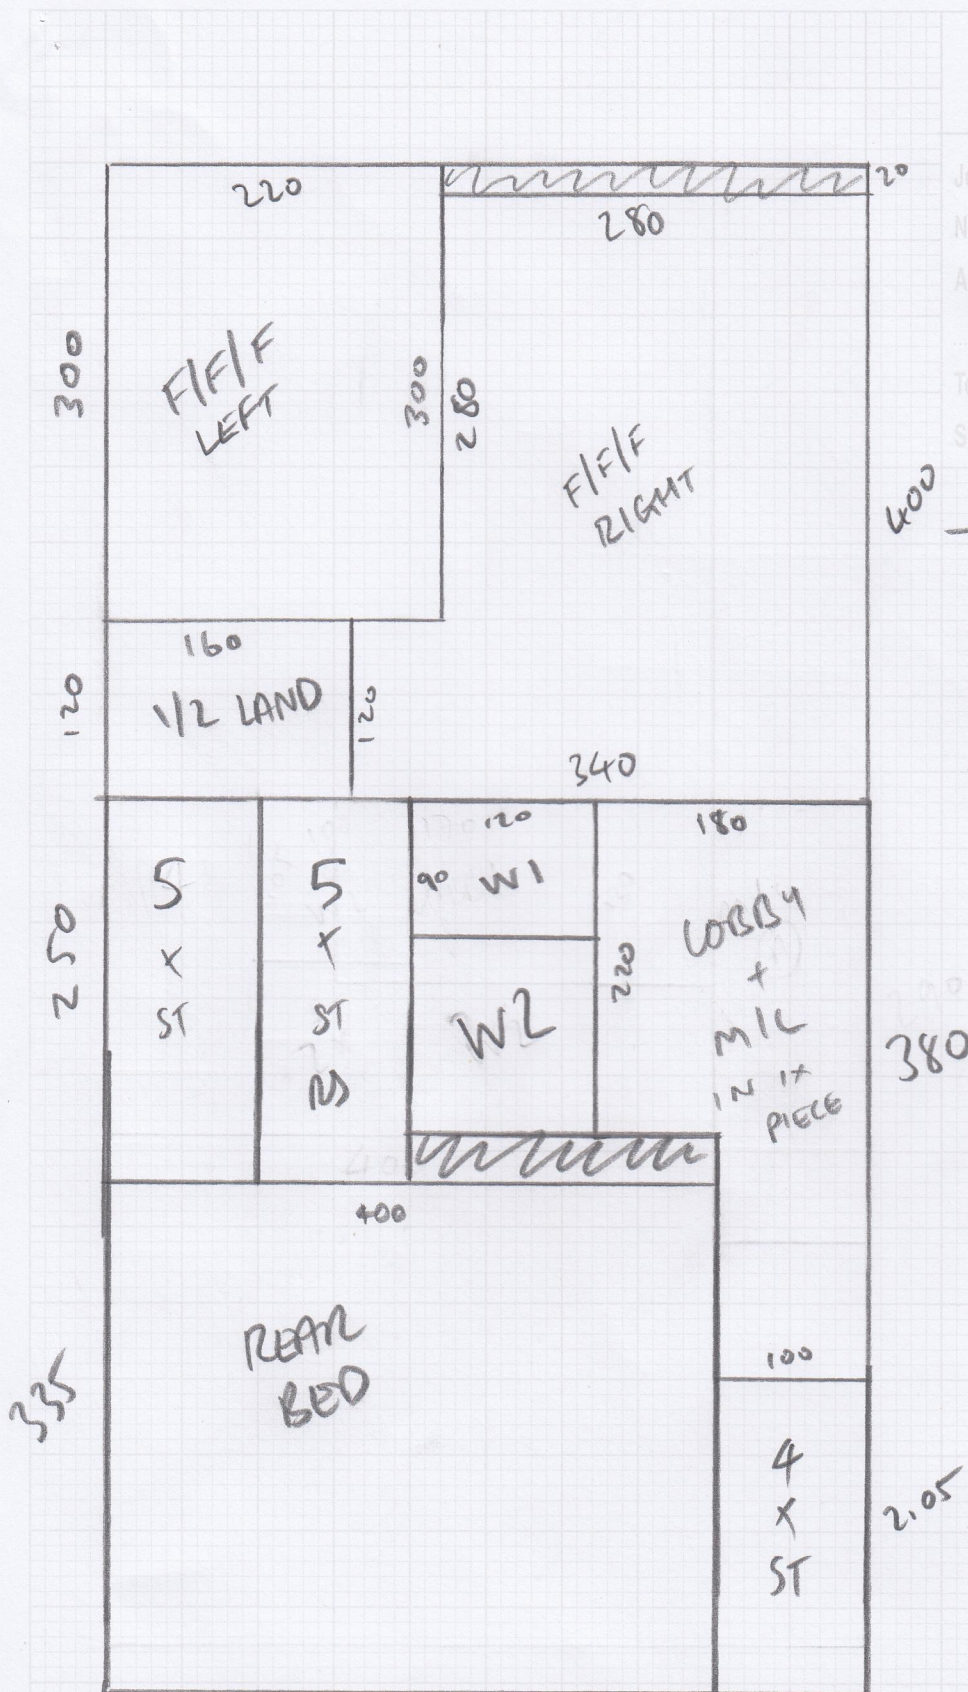 220
20
280
300
F/F/F
LEFT
300
280
F/F/F
RIGHT
400
160
120
1/2 LAND
120
340
5
X
ST
5
X
ST
120
90
W1
180
LOBBY
+
M/L
IN 1X
PIECE
250
220
W2
380
400
REAR
BED
335
100
4
X
ST
2.05